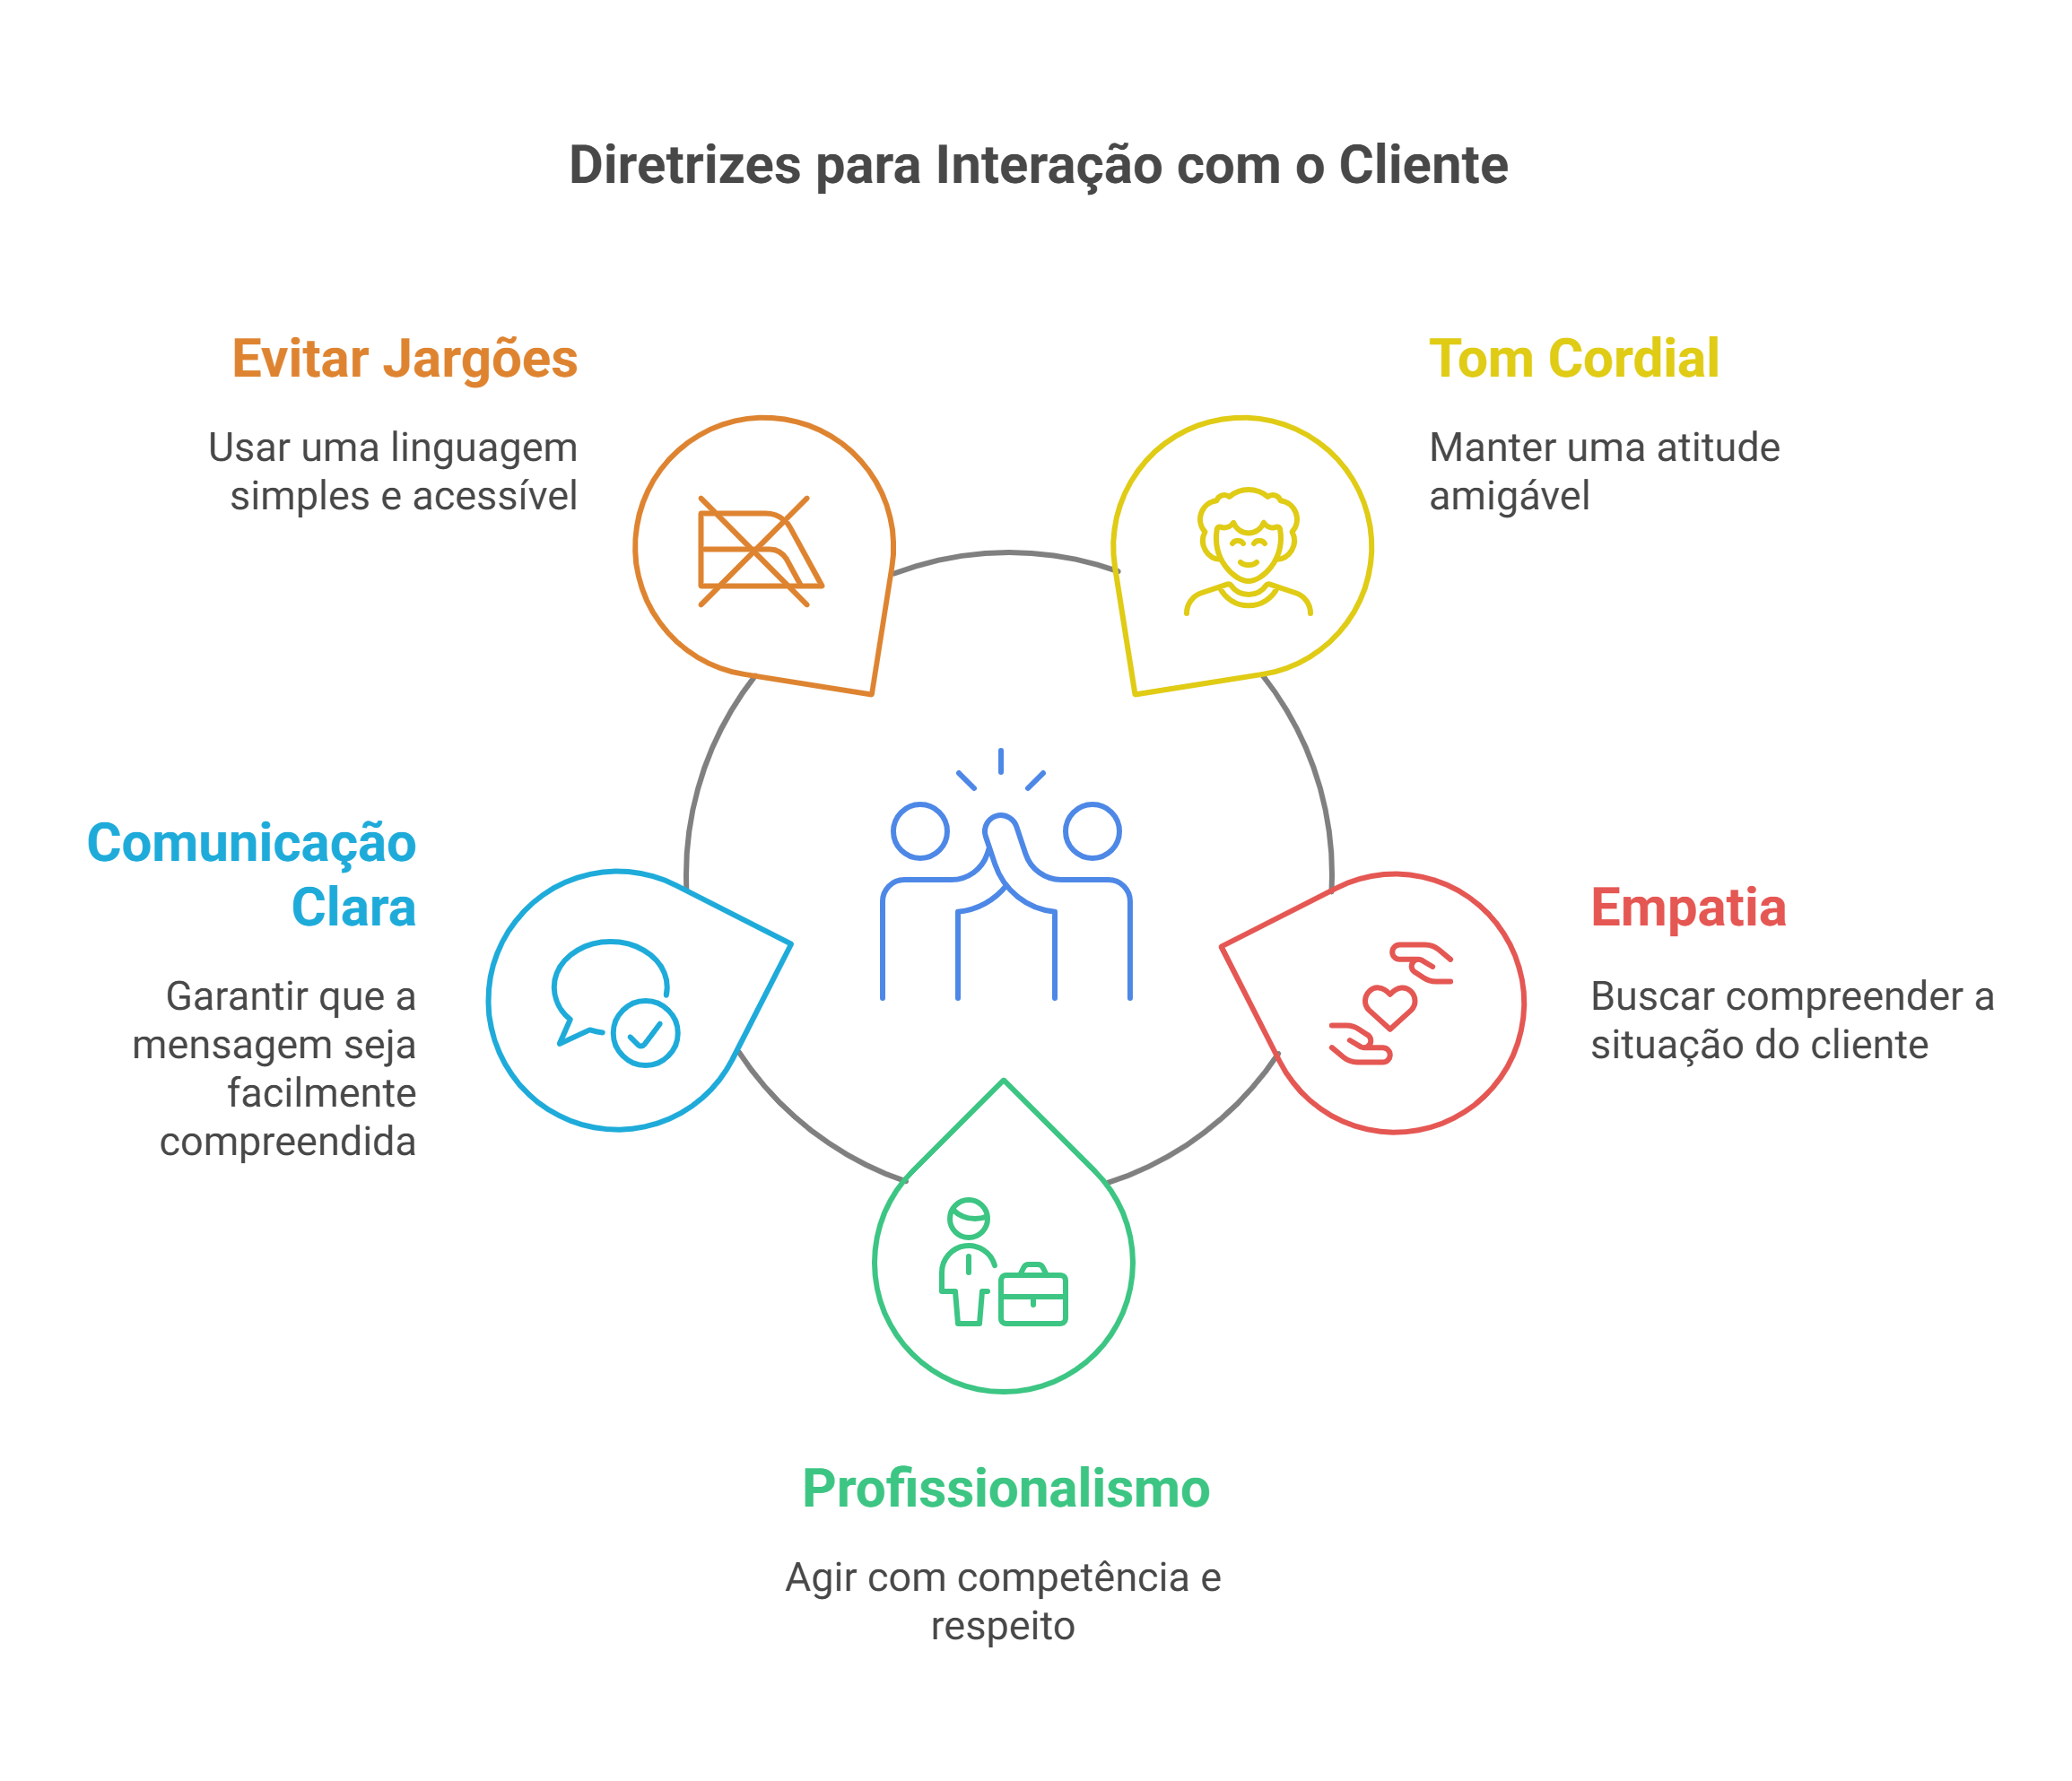 Diretrizes para Interação com o Cliente
Evitar Jargões
Usar uma linguagem
simples e acessível
Tom Cordial
Manter uma atitude
amigável
Comunicação
Clara
Garantir que a
mensagem seja
facilmente
compreendida
Empatia
Buscar compreender a
situação do cliente
Profissionalismo
Agir com competência e
respeito